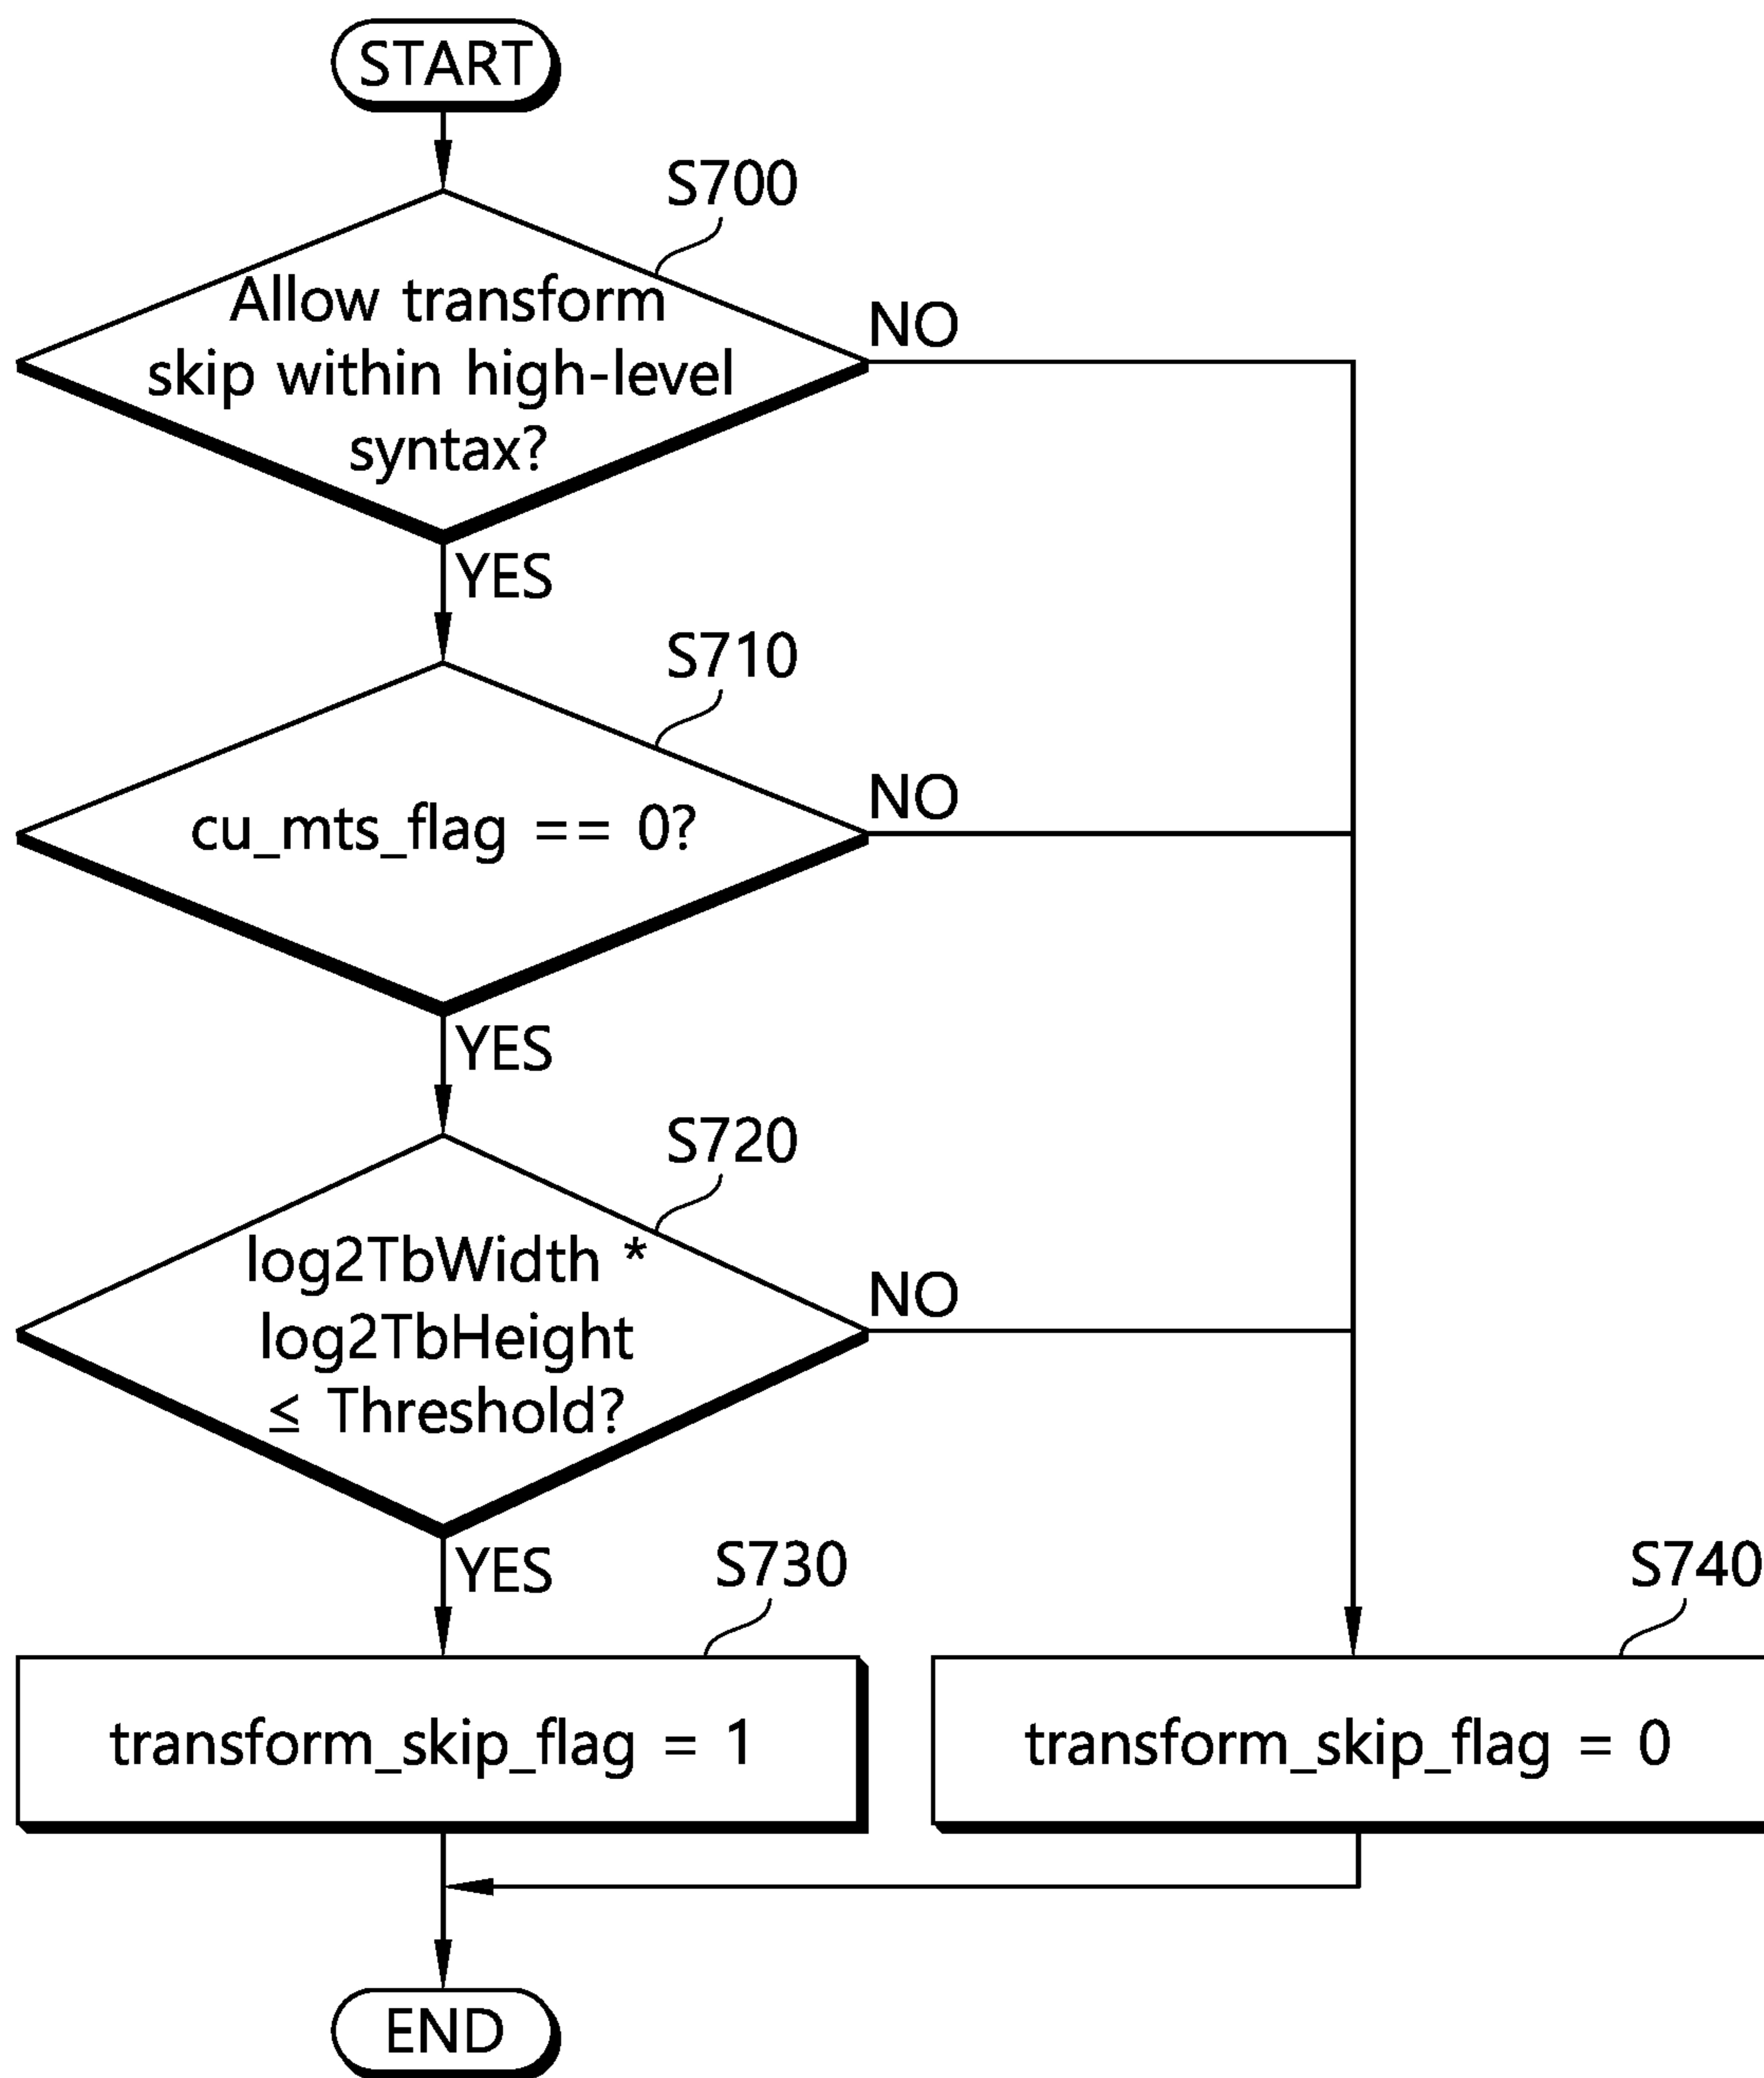 START
S700
Allow transform
skip within high-level
syntax?
NO
YES
S710
cu_mts_flag == 0?
NO
YES
S720
log2TbWidth *
log2TbHeight
≤ Threshold?
NO
YES
S730
S740
transform_skip_flag = 1
transform_skip_flag = 0
END